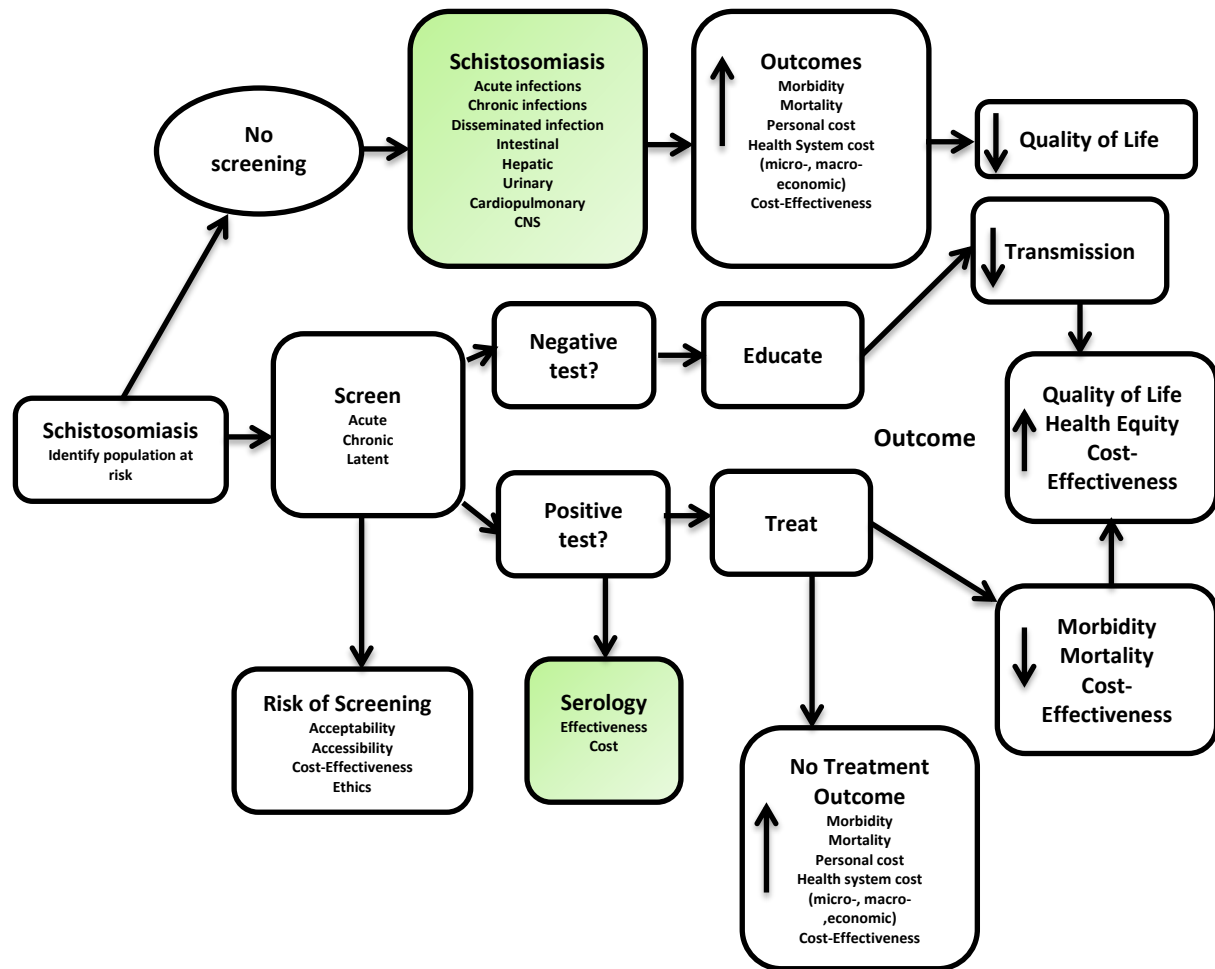 Schistosomiasis
Acute infections
Chronic infections
Disseminated infection
Intestinal
Hepatic
Urinary
Cardiopulmonary
CNS
Outcomes
Morbidity
Mortality
Personal cost
Health System cost
(micro-, macro-
economic)
Cost-Effectiveness
No
screening
Quality of Life
Transmission
Negative
test?
Educate
Screen
Acute
Chronic
Latent
Schistosomiasis
Identify population at
risk
Outcome
Quality of Life
Health Equity
Cost-
Effectiveness
Positive
test?
Treat
Morbidity
Mortality
Cost-
Effectiveness
Risk of Screening
Acceptability
Accessibility
Cost-Effectiveness
Ethics
Serology
Effectiveness
Cost
No Treatment
Outcome
Morbidity
Mortality
Personal cost
Health system cost
(micro-, macro-
,economic)
Cost-Effectiveness